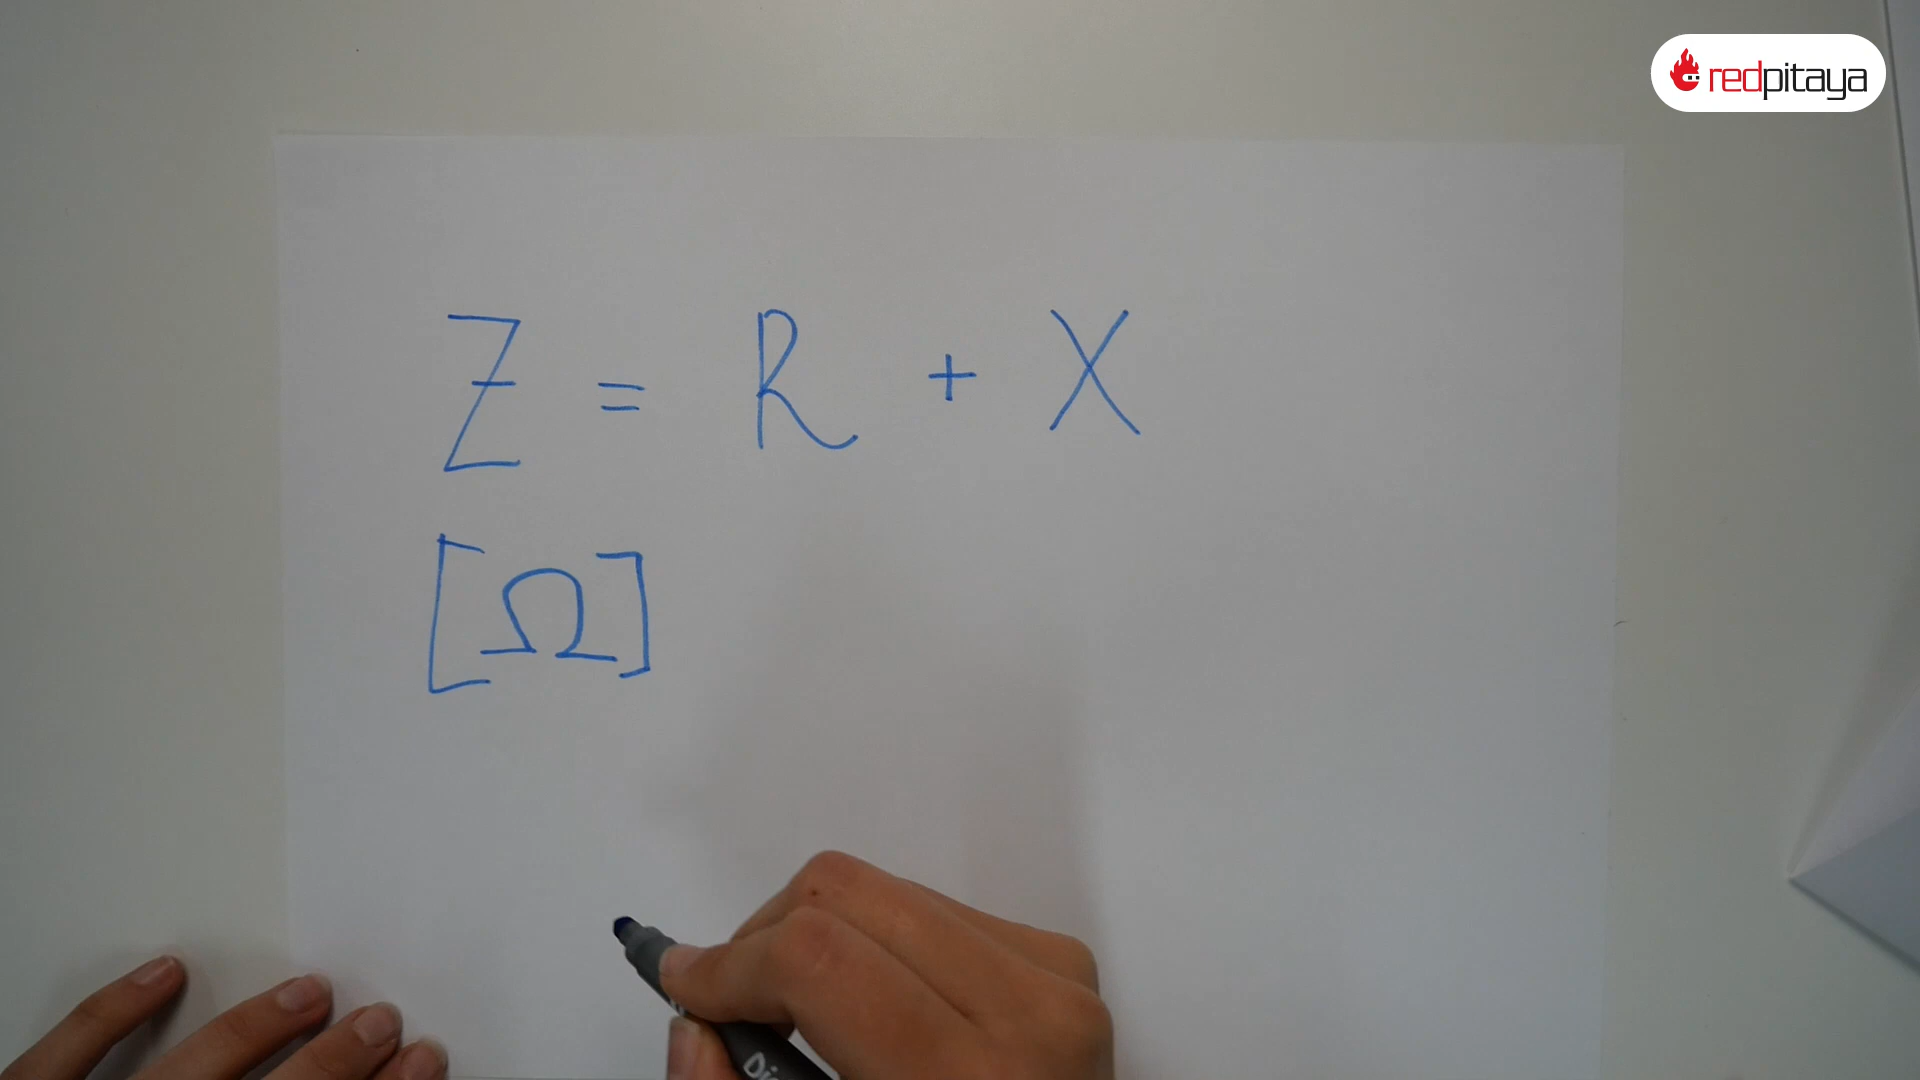 redpitaya
Z = R + X
[Ω]